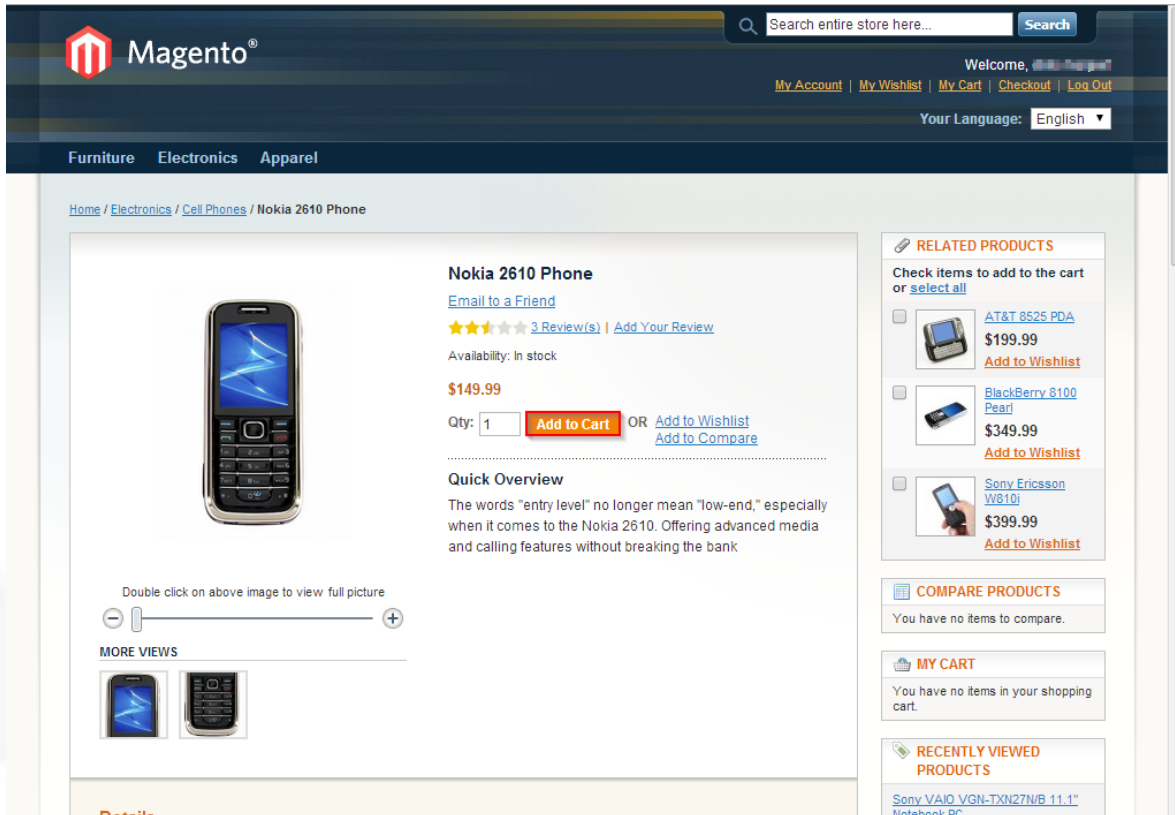 Magento®
Search entire store here...
Search
Welcome,
My Account | My Wishlist | My Cart | Checkout | Log Out
Your Language: English
Furniture Electronics Apparel
Home / Electronics / Cell Phones / Nokia 2610 Phone
Nokia 2610 Phone
Email to a Friend
3 Review(s) | Add Your Review
Availability: In stock
$149.99
Qty: 1 Add to Cart OR Add to Wishlist
Add to Compare
Quick Overview
The words "entry level" no longer mean "low-end," especially
when it comes to the Nokia 2610. Offering advanced media
and calling features without breaking the bank
Double click on above image to view full picture
MORE VIEWS
Details
RELATED PRODUCTS
Check items to add to the cart
or select all
AT&T 8525 PDA
$199.99
Add to Wishlist
BlackBerry 8100
Pearl
$349.99
Add to Wishlist
Sony Ericsson
W810i
$399.99
Add to Wishlist
COMPARE PRODUCTS
You have no items to compare.
MY CART
You have no items in your shopping
cart.
RECENTLY VIEWED
PRODUCTS
Sony VAIO VGN-TXN27N/B 11.1"
Notebook PC